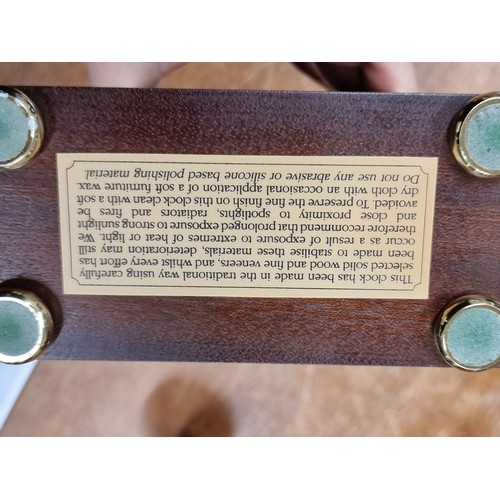 This clock has been made in the traditional way using carefully
selected solid wood and fine veneers, and whilst every effort has
been made to stabilise these materials, deterioration may still
occur as a result of exposure to extremes of heat or light. We
therefore recommend that prolonged exposure to strong sunlight
and close proximity to spotlights, radiators and fires be
avoided. To preserve the fine finish on this clock clean with a soft
dry cloth with an occasional application of a soft furniture wax.
Do not use any abrasive or silicone based polishing material.